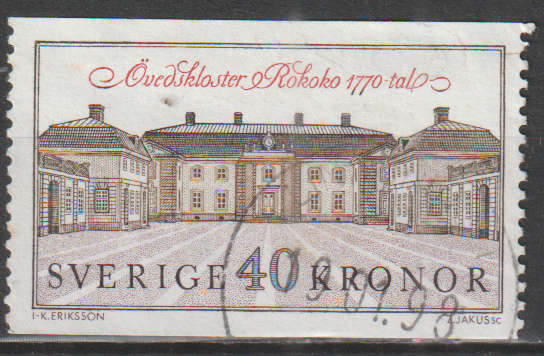 Övedskloster Rokoko 1770-tal
SVERIGE 40 KRONOR
I-K.ERIKSSON
Z.JAKUS SC